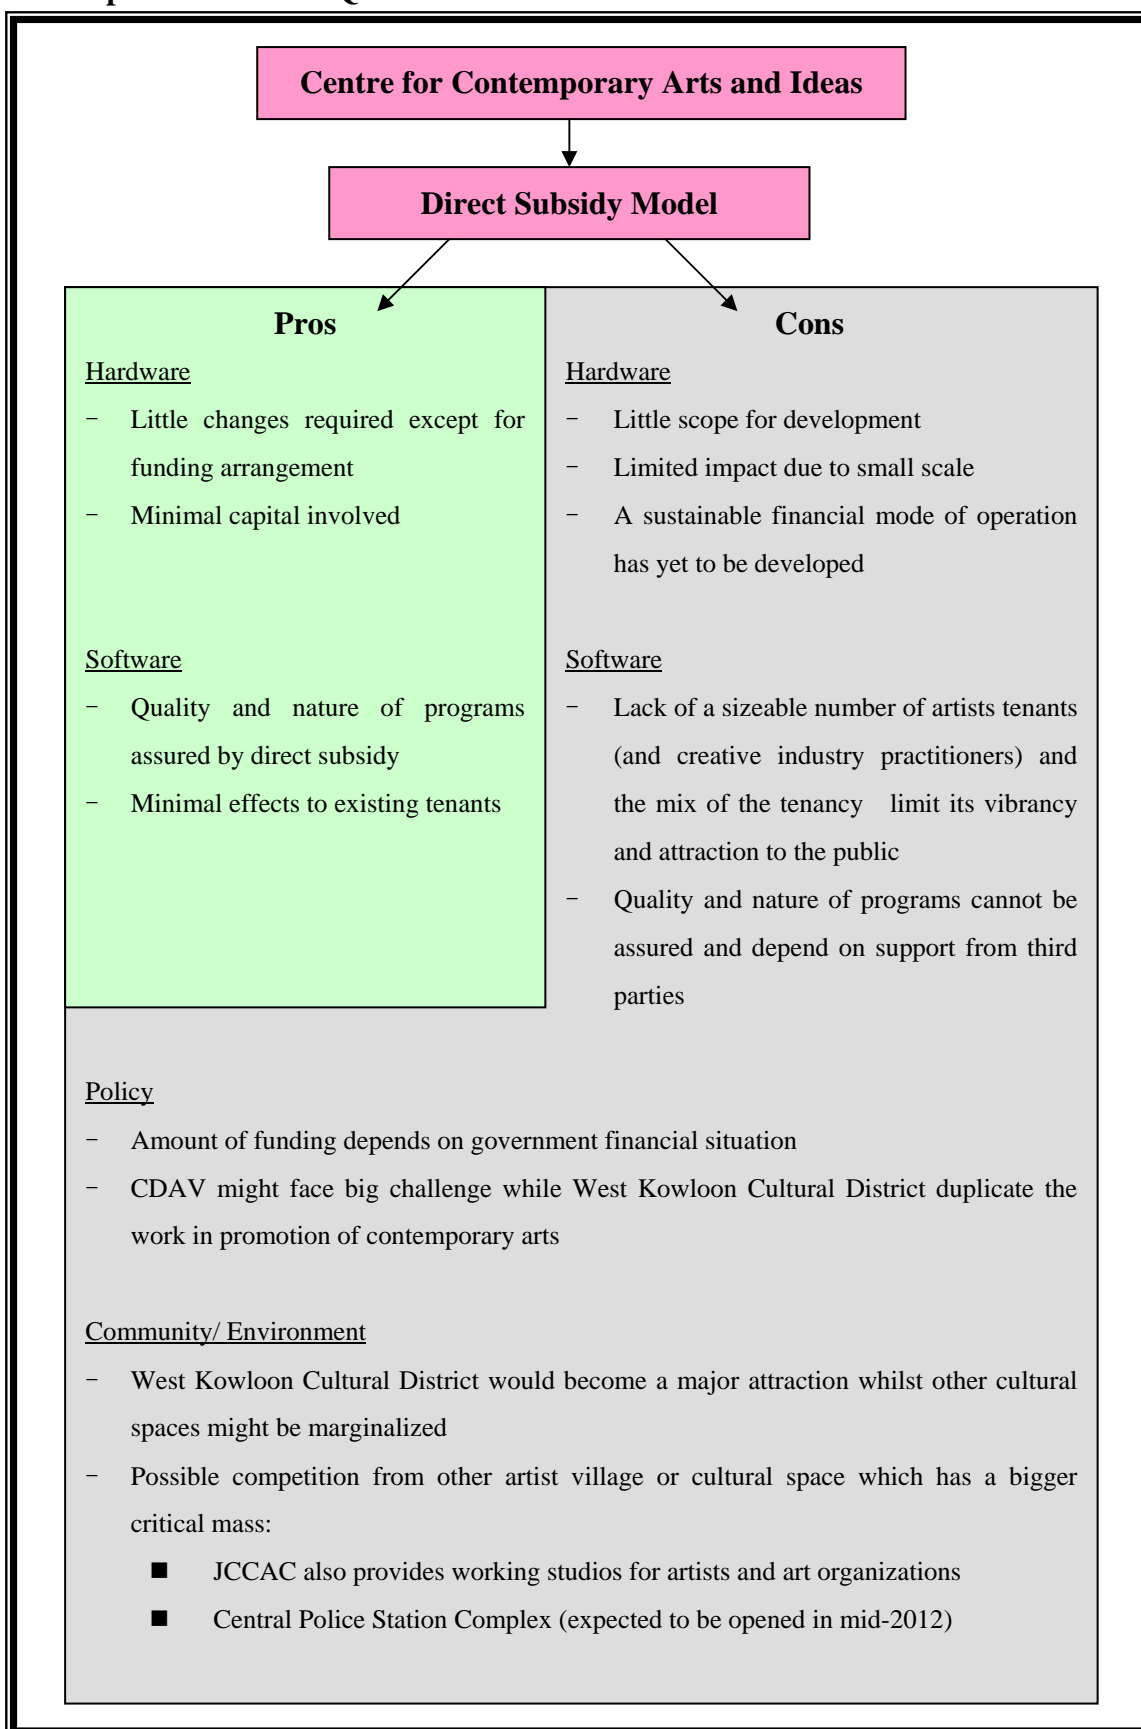 Centre for Contemporary Arts and Ideas
Direct Subsidy Model
Pros
Hardware
- Little changes required except for
funding arrangement
- Minimal capital involved
Software
- Quality and nature of programs
assured by direct subsidy
- Minimal effects to existing tenants
Cons
Hardware
- Little scope for development
- Limited impact due to small scale
- A sustainable financial mode of operation
has yet to be developed
Software
- Lack of a sizeable number of artists tenants
(and creative industry practitioners) and
the mix of the tenancy limit its vibrancy
and attraction to the public
- Quality and nature of programs cannot be
assured and depend on support from third
parties
Policy
- Amount of funding depends on government financial situation
- CDAV might face big challenge while West Kowloon Cultural District duplicate the
work in promotion of contemporary arts
Community/ Environment
- West Kowloon Cultural District would become a major attraction whilst other cultural
spaces might be marginalized
- Possible competition from other artist village or cultural space which has a bigger
critical mass:
■ JCCAC also provides working studios for artists and art organizations
■ Central Police Station Complex (expected to be opened in mid-2012)